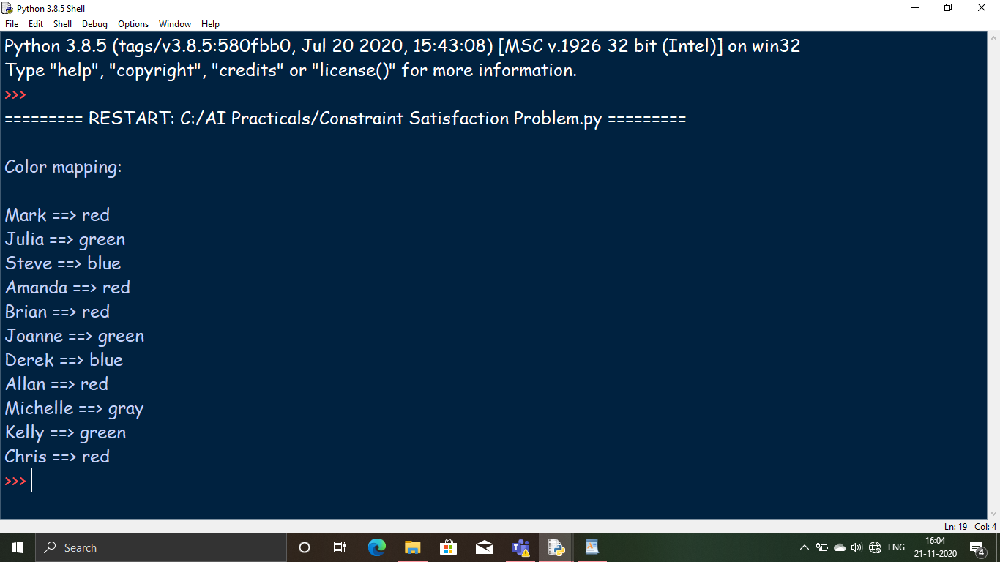 Python 3.8.5 Shell
File Edit Shell Debug Options Window Help
Python 3.8.5 (tags/v3.8.5:580fbb0, Jul 20 2020, 15:43:08) [MSC v.1926 32 bit (Intel)] on win32
Type "help", "copyright", "credits" or "license()" for more information.
>>>
========= RESTART: C:/AI Practicals/Constraint Satisfaction Problem.py =========
Color mapping:
Mark ==> red
Julia ==> green
Steve ==> blue
Amanda ==> red
Brian ==> red
Joanne ==> green
Derek ==> blue
Allan ==> red
Michelle ==> gray
Kelly ==> green
Chris ==> red
>>>
Ln: 19 Col: 4
Search
ENG
16:04
21-11-2020
4